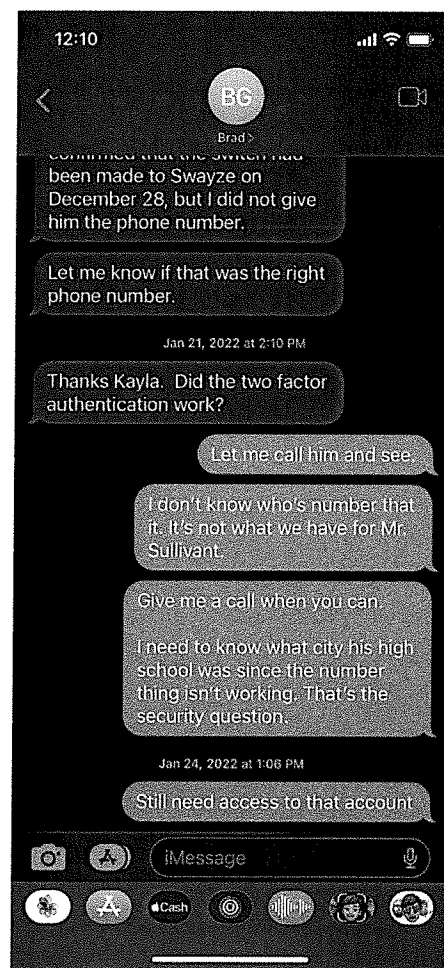 12:10
BG
Brad >
confirmed that the switch had
been made to Swayze on
December 28, but I did not give
him the phone number.
Let me know if that was the right
phone number.
Jan 21, 2022 at 2:10 PM
Thanks Kayla. Did the two factor
authentication work?
Let me call him and see.
I don't know who's number that
it. It's not what we have for Mr.
Sullivant.
Give me a call when you can.
I need to know what city his high
school was since the number
thing isn't working. That's the
security question.
Jan 24, 2022 at 1:06 PM
Still need access to that account
iMessage
Cash